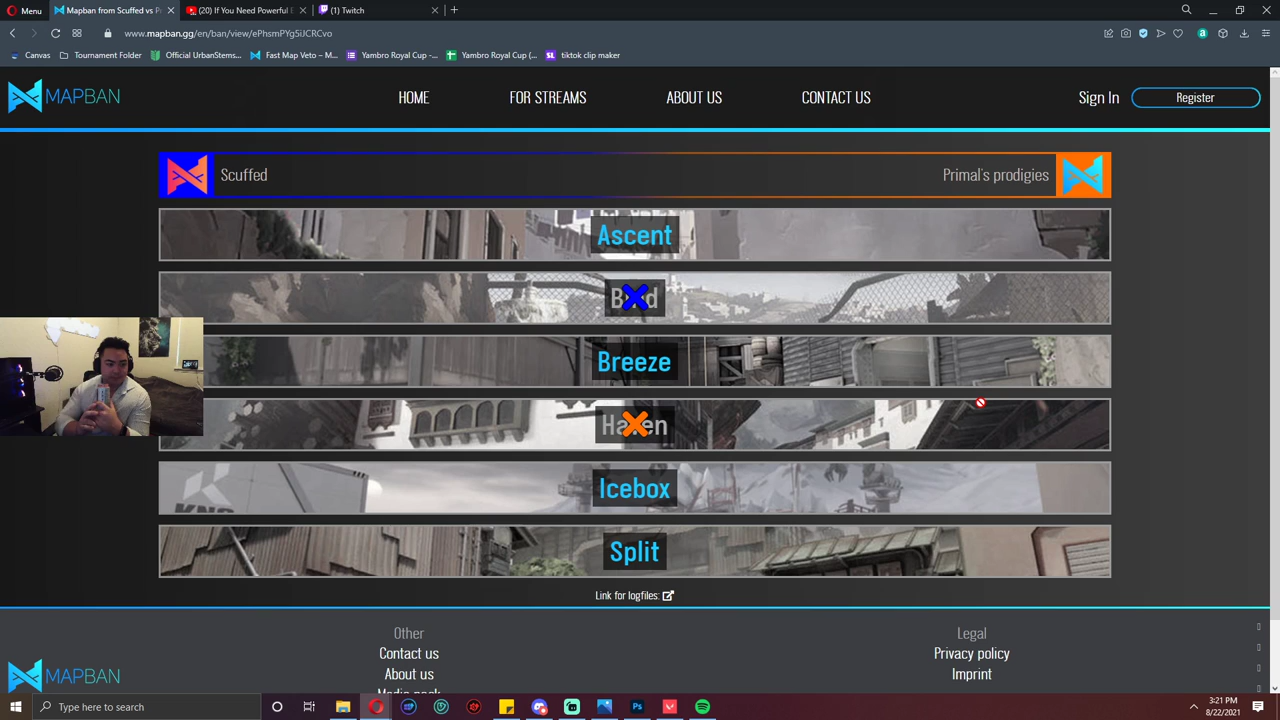 Menu
Mapban from Scuffed vs P
(20) If You Need Powerful E
(1) Twitch
www.mapban.gg/en/ban/view/ePhsmPYg5iJCRCvo
Canvas
Tournament Folder
Official UrbanStems...
Fast Map Veto – M...
Yambro Royal Cup -...
Yambro Royal Cup (...
tiktok clip maker
MAPBAN
HOME
FOR STREAMS
ABOUT US
CONTACT US
Sign In
Register
Scuffed
Primal's prodigies
Ascent
Breeze
Icebox
Split
Link for logfiles:
Other
Legal
Contact us
Privacy policy
About us
Imprint
MAPBAN
Type here to search
3:21 PM
8/22/2021